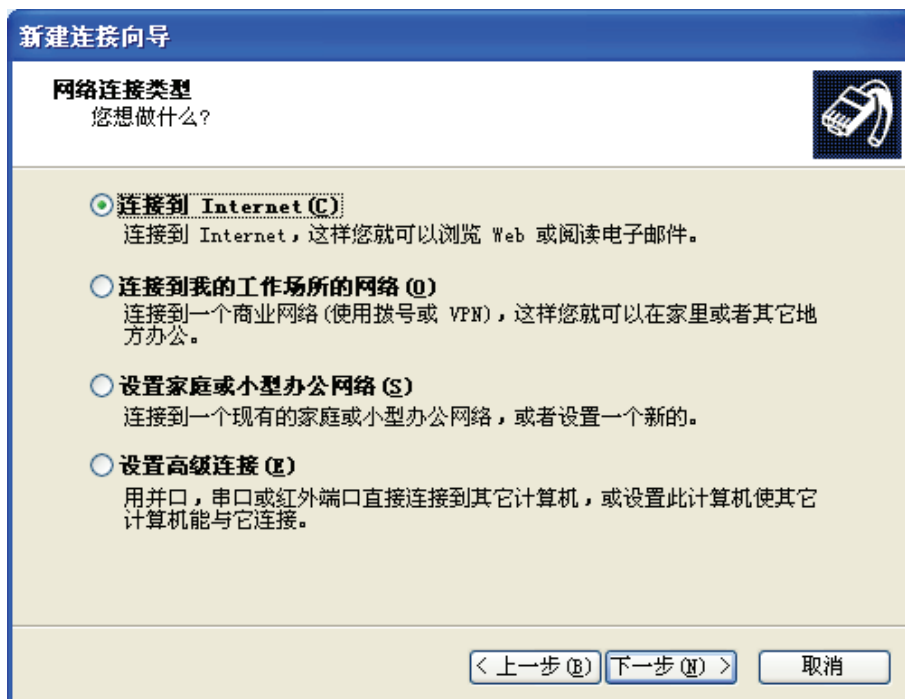 新建连接向导
网络连接类型
您想做什么?
连接到 Internet(C)
连接到 Internet,这样您就可以浏览 Web 或阅读电子邮件。
连接到我的工作场所的网络(O)
连接到一个商业网络(使用拨号或 VPN),这样您就可以在家里或者其它地
方办公。
设置家庭或小型办公网络(S)
连接到一个现有的家庭或小型办公网络,或者设置一个新的。
设置高级连接(E)
用并口,串口或红外端口直接连接到其它计算机,或设置此计算机使其它
计算机能与它连接。
< 上一步(B) 下一步(N) > 取消